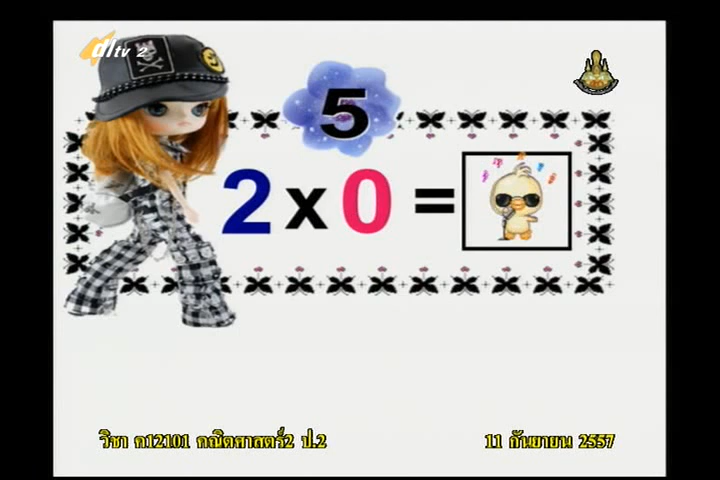 dltv 2
5
2 x 0 =
วิชา ค12101 คณิตศาสตร์2 ป.2
11 กันยายน 2557